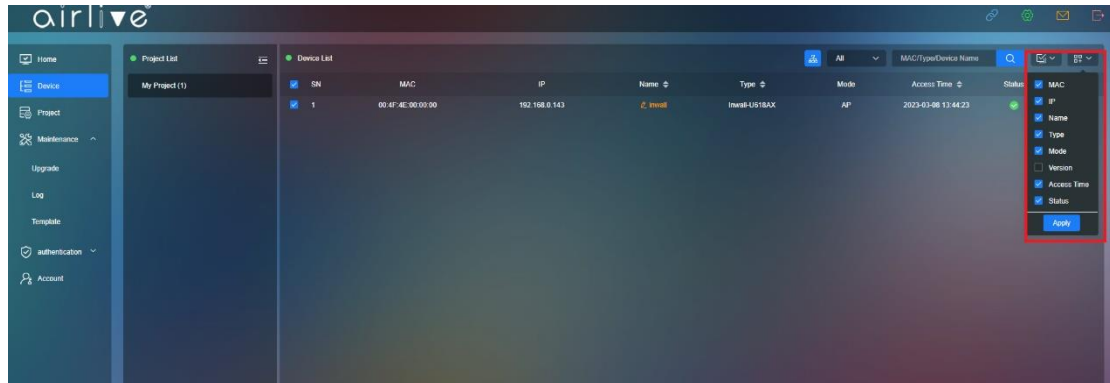 airlive
Home
Device
Project
Maintenance
Upgrade
Log
Template
authentication
Account
Project List
My Project (1)
Device List
All
MAC/Type/Device Name
SN MAC IP Name Type Mode Access Time Status
1 00:4F:4E:00:00:00 192.168.0.143 inwall Inwall-U618AX AP 2023-03-08 13:44:23
MAC
IP
Name
Type
Mode
Version
Access Time
Status
Apply